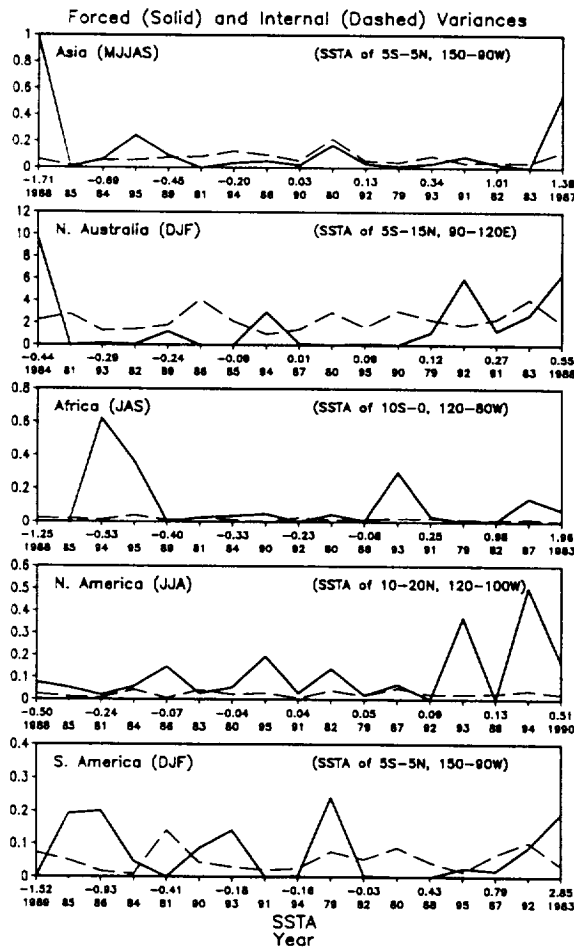 Forced (Solid) and Internal (Dashed) Variances
Asia (MJJAS) (SSTA of 5S-5N, 150-90W)
1
0.8
0.6
0.4
0.2
0
-1.71 -0.69 -0.48 -0.20 0.03 0.13 0.34 1.01 1.38
1988 85 84 95 89 81 94 86 90 80 92 79 93 91 82 83 1987
N. Australia (DJF) (SSTA of 5S-15N, 90-120E)
12
10
8
6
4
2
0
-0.44 -0.29 -0.24 -0.09 0.01 0.09 0.12 0.27 0.55
1984 81 93 82 89 86 85 94 87 80 95 90 79 92 91 83 1988
Africa (JAS) (SSTA of 10S-0, 120-80W)
0.8
0.6
0.4
0.2
0
-1.25 -0.53 -0.40 -0.33 -0.23 -0.08 0.25 0.98 1.96
1988 85 94 95 89 81 84 90 92 80 86 93 91 79 82 87 1983
N. America (JJA) (SSTA of 10-20N, 120-100W)
0.6
0.5
0.4
0.3
0.2
0.1
0
-0.50 -0.24 -0.07 -0.04 0.04 0.05 0.09 0.13 0.51
1988 85 81 84 86 83 80 95 91 82 79 87 92 93 89 94 1990
S. America (DJF) (SSTA of 5S-5N, 150-90W)
0.4
0.3
0.2
0.1
0
-1.52 -0.93 -0.41 -0.18 -0.16 -0.03 0.43 0.79 2.85
1989 85 86 84 81 90 93 91 94 79 82 80 88 95 87 92 1983
SSTA
Year